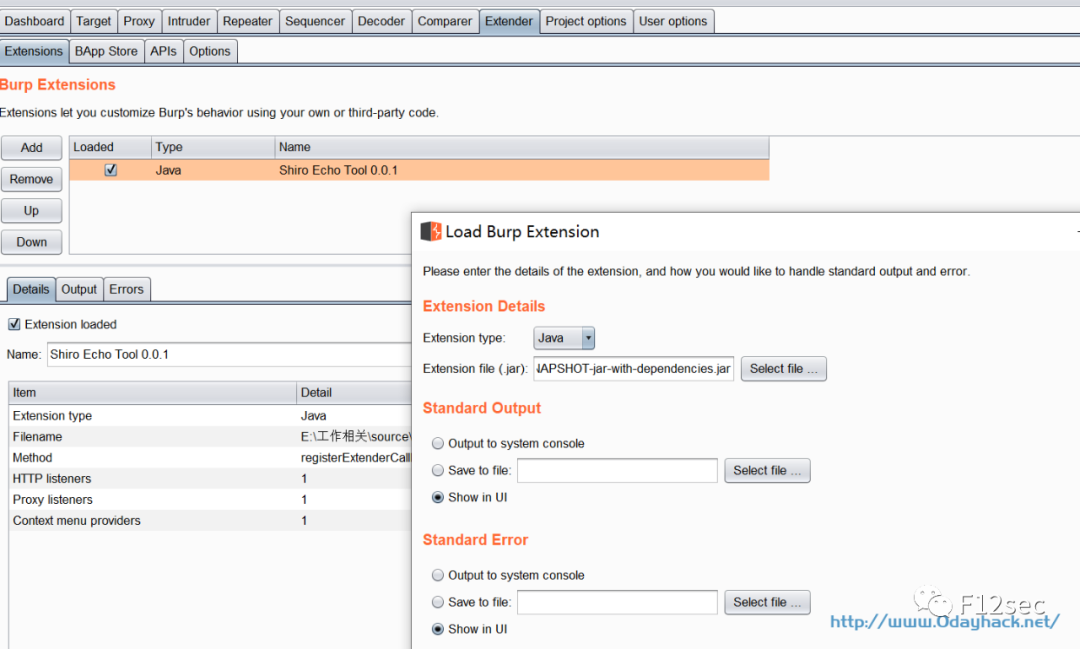 Dashboard Target Proxy Intruder Repeater Sequencer Decoder Comparer Extender Project options User options
Extensions BApp Store APIs Options
Burp Extensions
Extensions let you customize Burp's behavior using your own or third-party code.
Add
Remove
Up
Down
Loaded Type Name
Java Shiro Echo Tool 0.0.1
Details Output Errors
Extension loaded
Name: Shiro Echo Tool 0.0.1
Item Detail
Extension type Java
Filename E:\工作相关\source\
Method registerExtenderCall
HTTP listeners 1
Proxy listeners 1
Context menu providers 1
Load Burp Extension
Please enter the details of the extension, and how you would like to handle standard output and error.
Extension Details
Extension type: Java
Extension file (.jar): APSHOT-jar-with-dependencies.jar Select file ...
Standard Output
Output to system console
Save to file: Select file ...
Show in UI
Standard Error
Output to system console
Save to file: Select file ...
Show in UI
F12sec
http://www.0dayhack.net/